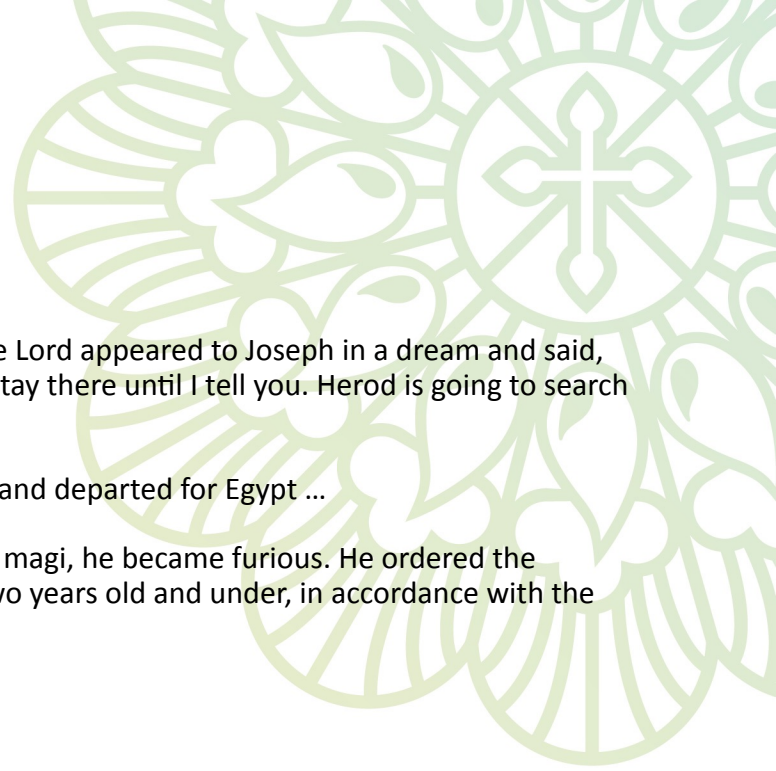 e Lord appeared to Joseph in a dream and said,
tay there until I tell you. Herod is going to search
and departed for Egypt ...
magi, he became furious. He ordered the
vo years old and under, in accordance with the